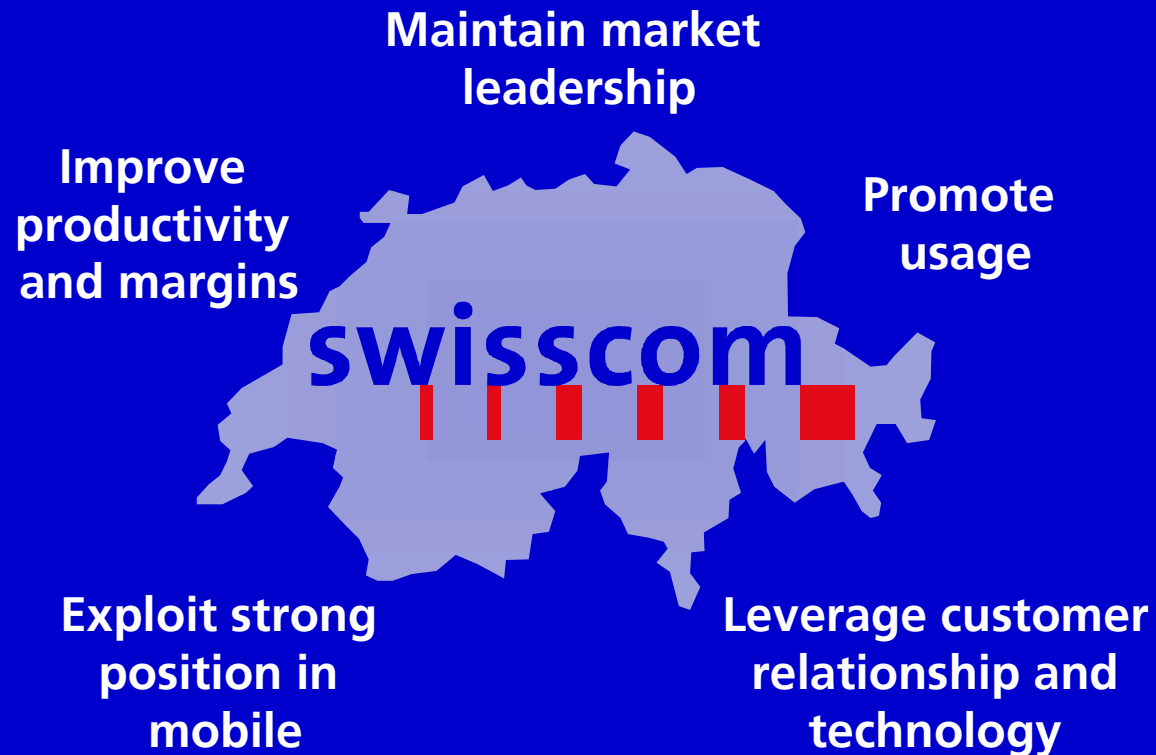 Maintain market
leadership
Improve
productivity
and margins
Promote
usage
swisscom
Exploit strong
position in
mobile
Leverage customer
relationship and
technology